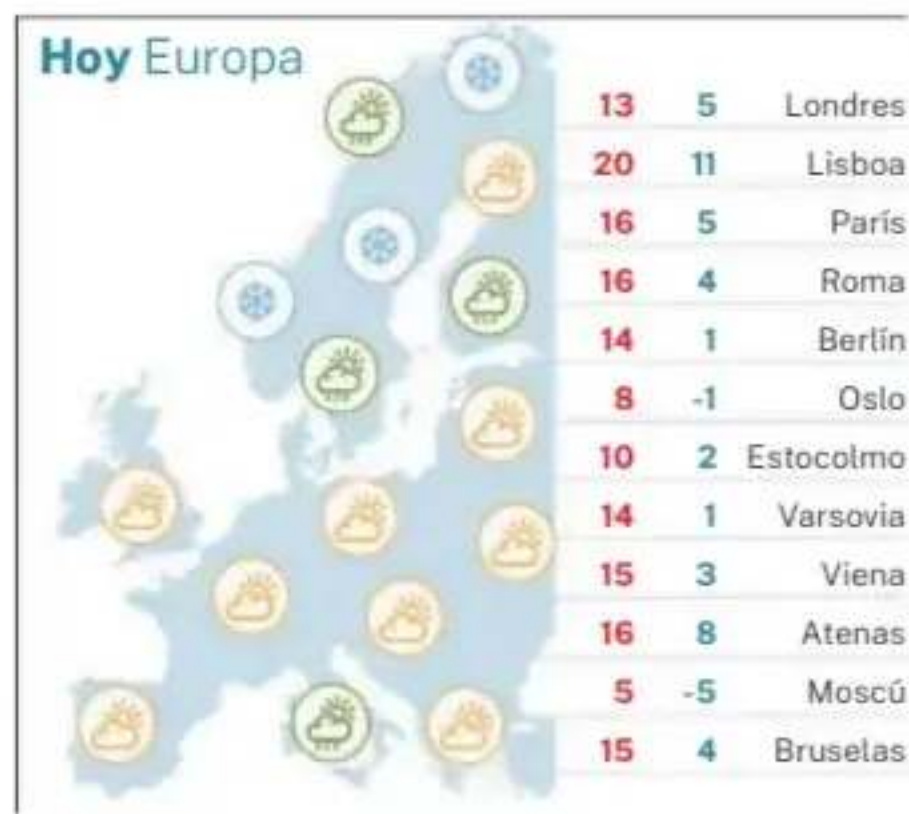 Hoy Europa
13 5 Londres
20 11 Lisboa
16 5 París
16 4 Roma
14 1 Berlín
8 -1 Oslo
10 2 Estocolmo
14 1 Varsovia
15 3 Viena
16 8 Atenas
5 -5 Moscú
15 4 Bruselas